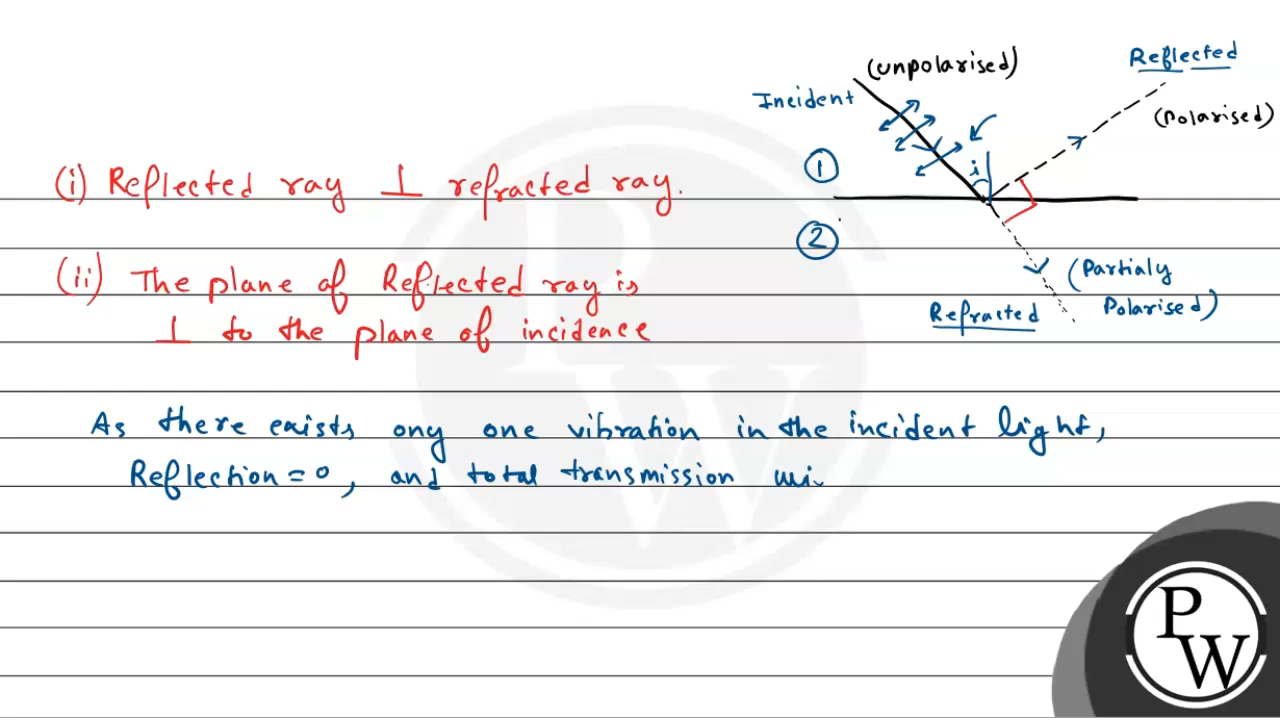 (unpolarised)
Reflected
Incident
(Polarised)
①
i
(i) Reflected ray ⊥ refracted ray.
②
(ii) The plane of Reflected ray is
⊥ to the plane of incidence
(Partialy
Polarised)
Refracted
As there exists ony one vibration in the incident light,
Reflection = 0, and total transmission wi
P
W